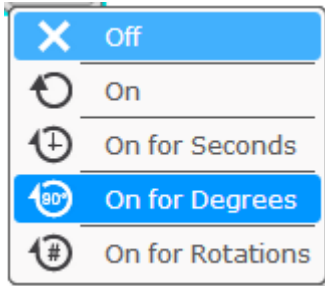 Off
On
On for Seconds
90° On for Degrees
# On for Rotations